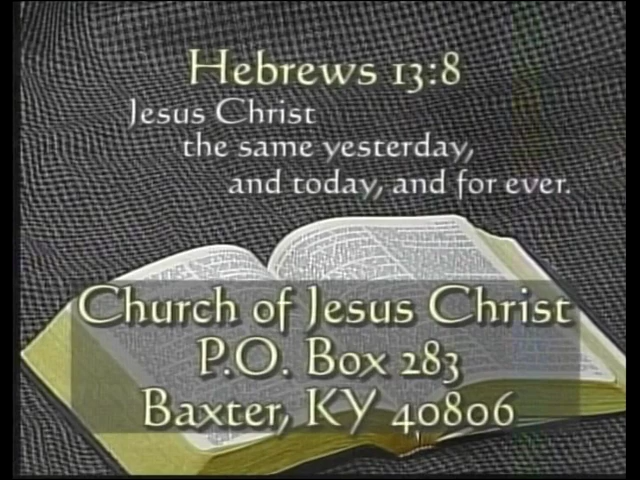 Hebrews 13:8
Jesus Christ
the same yesterday,
and today, and for ever.
Church of Jesus Christ
P.O. Box 283
Baxter, KY 40806